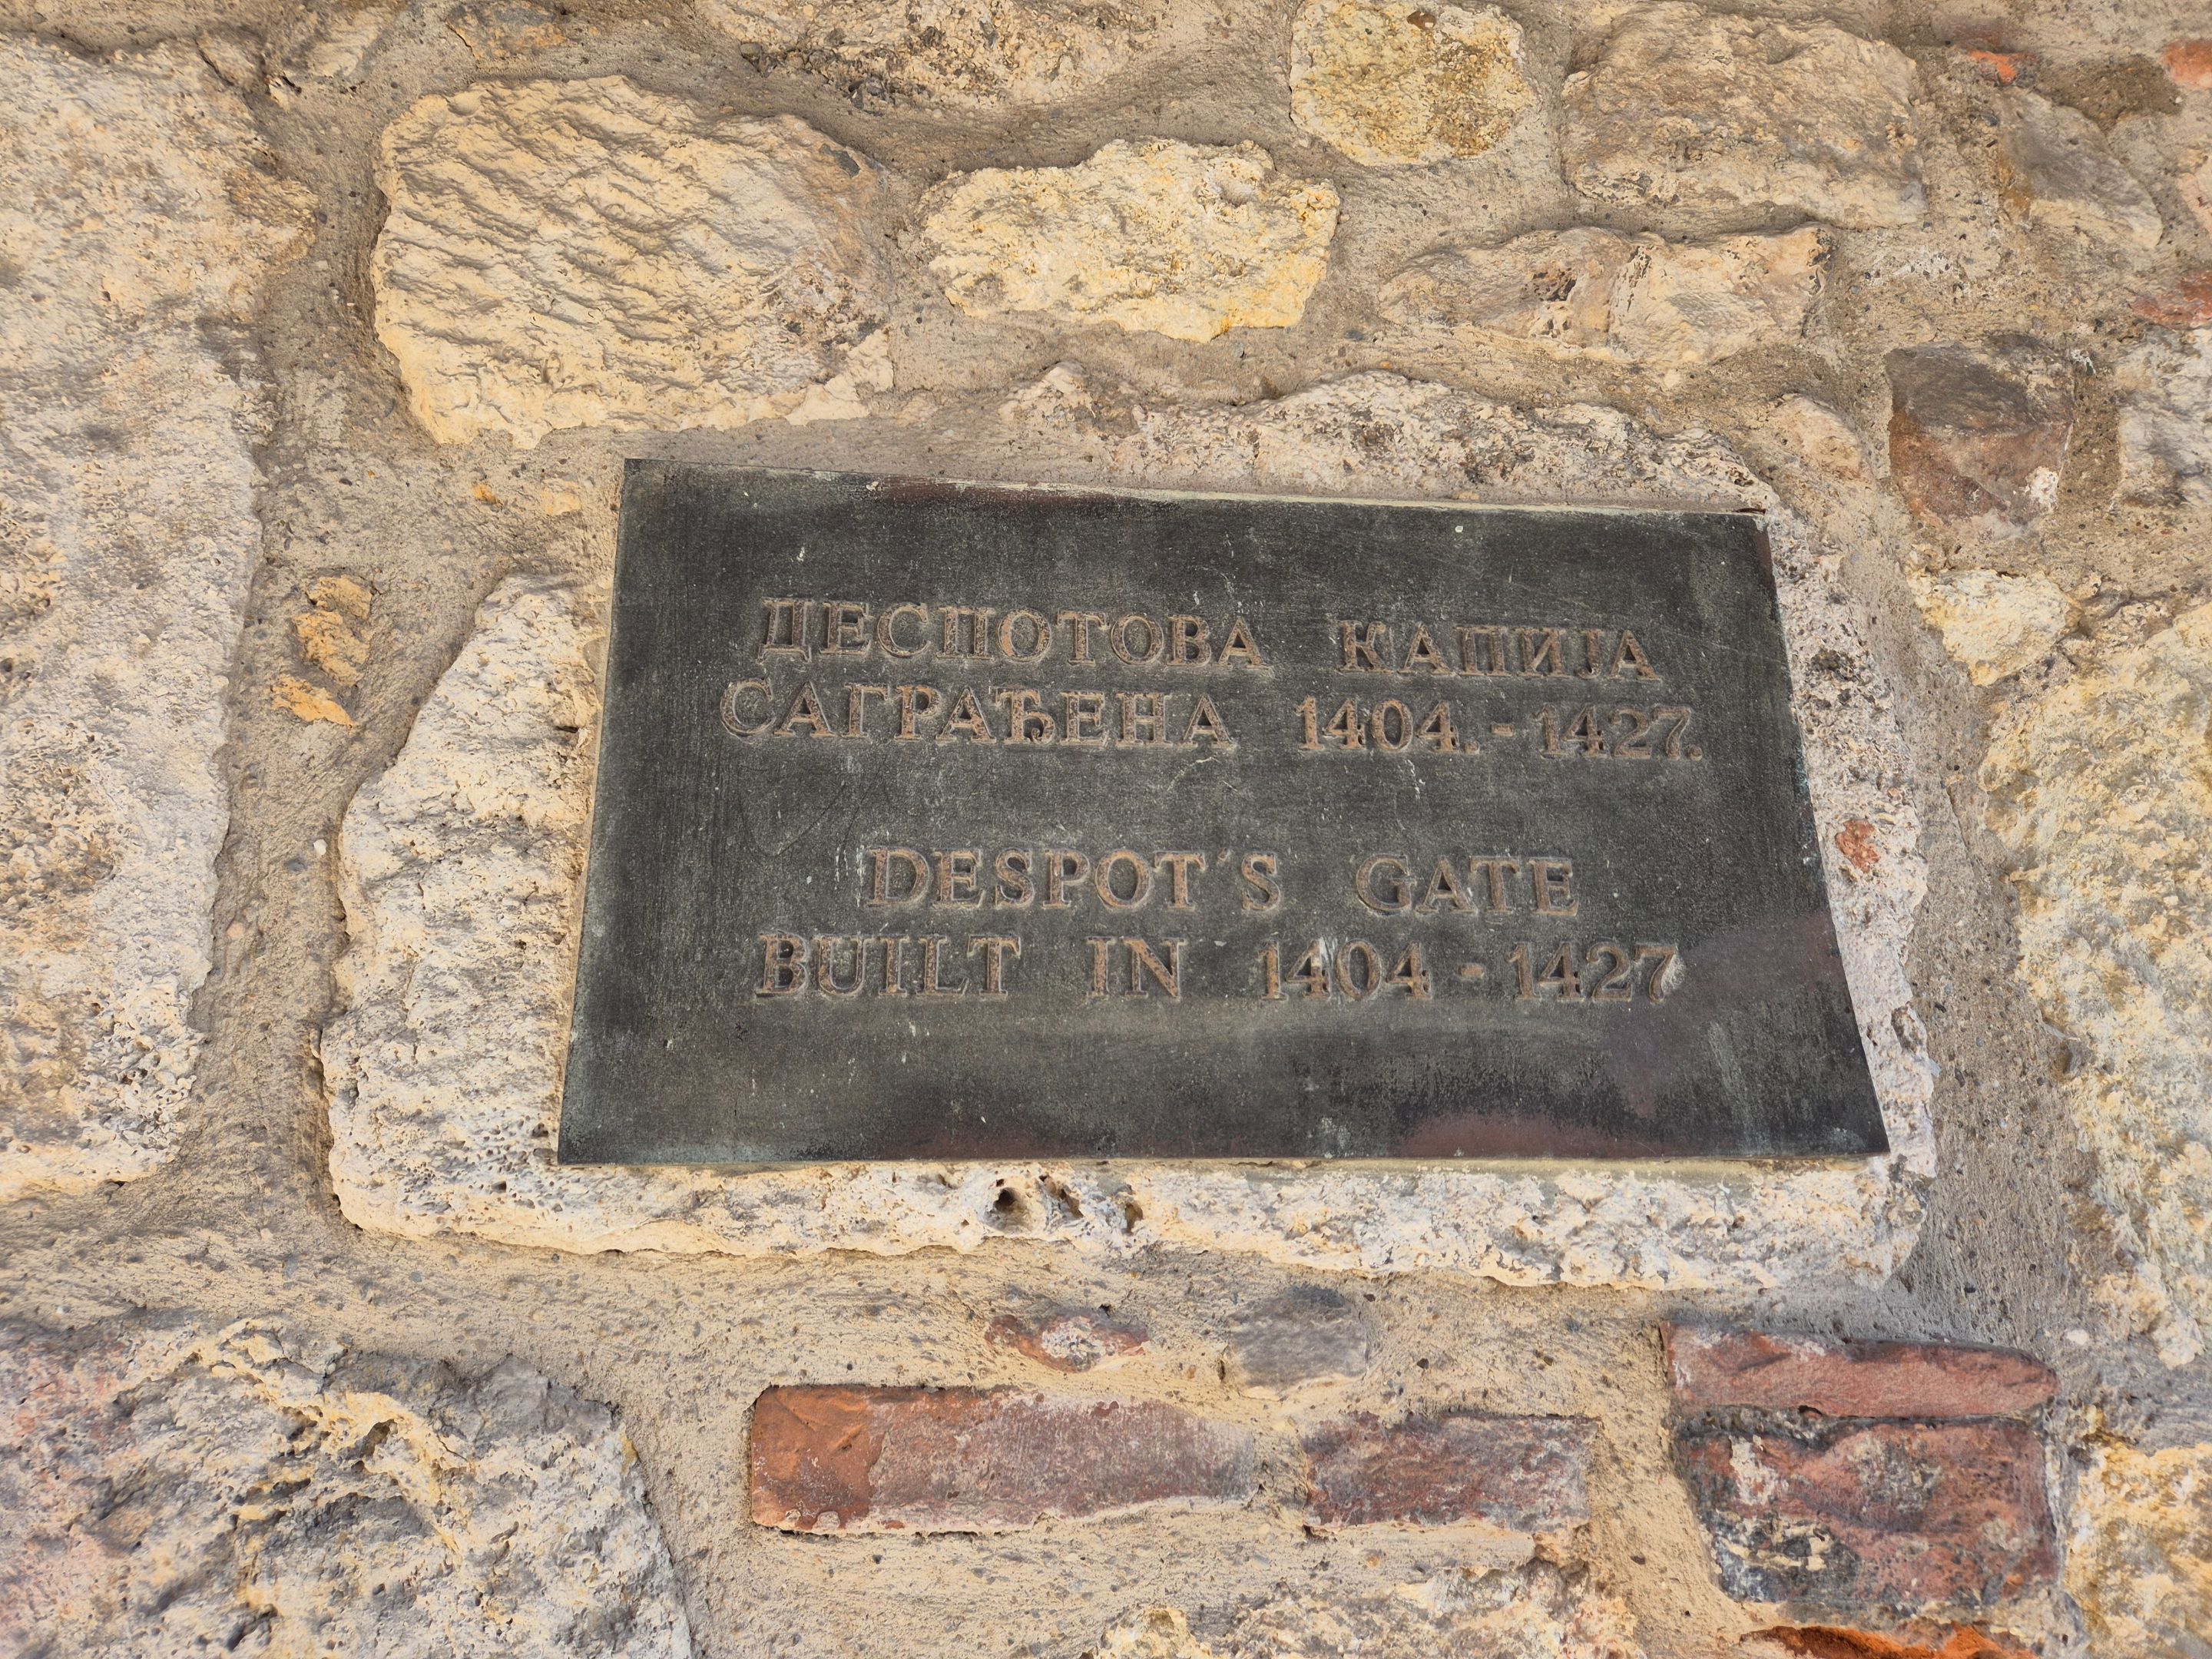 ДЕСПОТОВА КАПИЈА
САГРАЂЕНА 1404.-1427.
DESPOT´S GATE
BUILT IN 1404-1427